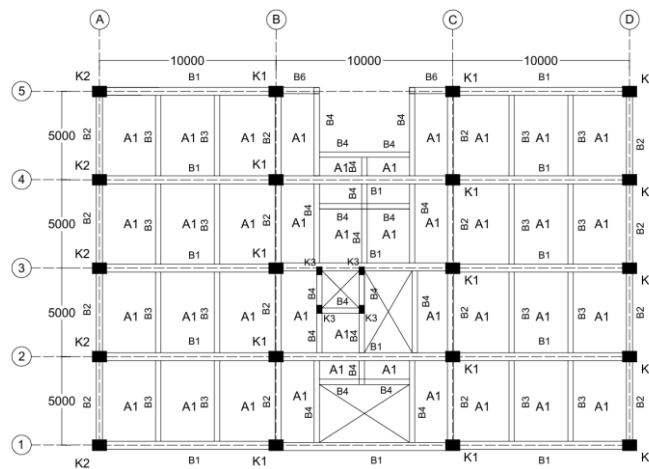 A B C D
10000 10000 10000
K2 B1 K1 B6 B6 K1 B1 K
5
B4 B4
5000 B2 A1 B3 A1 B3 A1 B2 A1 A1 B2 A1 B3 A1 B3 A1 B2
B4 B4
K2 B1 K1 A1 B4 A1 K1 B1 K
4
B1
5000 B2 A1 B3 A1 B3 A1 B2 A1 B4 B4 B4 B4 A1 B2 A1 B3 A1 B3 A1 B2
A1 B4 A1
K2 B1 K1 K3 K3 B1 K1 B1 K
3
B4 B4 B4
5000 B2 A1 B3 A1 B3 A1 B2 A1 B4 A1 B2 A1 B3 A1 B3 A1 B2
K3 K3
K2 B1 K1 B4 A1 B4 B1 K1 B1 K
2
A1 B4 A1
B4 B4
5000 B2 A1 B3 A1 B3 A1 B2 A1 B4 B4 A1 B2 A1 B3 A1 B3 A1 B2
1
K2 B1 K1 B1 K1 B1 K